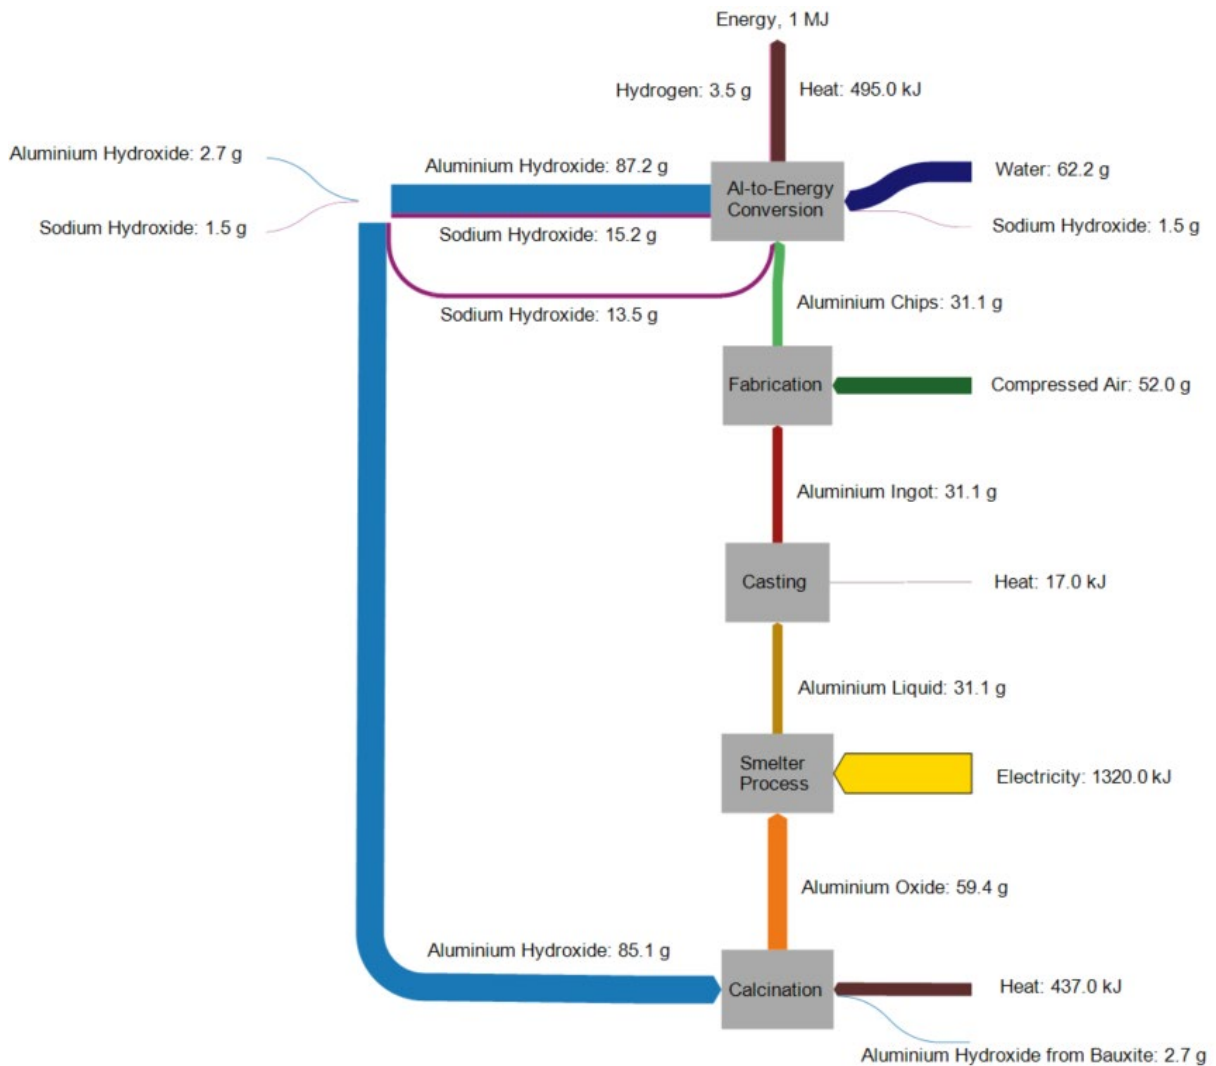 Energy, 1 MJ
Hydrogen: 3.5 g
Heat: 495.0 kJ
Aluminium Hydroxide: 2.7 g
Aluminium Hydroxide: 87.2 g
Al-to-Energy
Conversion
Water: 62.2 g
Sodium Hydroxide: 1.5 g
Sodium Hydroxide: 15.2 g
Sodium Hydroxide: 1.5 g
Sodium Hydroxide: 13.5 g
Aluminium Chips: 31.1 g
Fabrication
Compressed Air: 52.0 g
Aluminium Ingot: 31.1 g
Casting
Heat: 17.0 kJ
Aluminium Liquid: 31.1 g
Smelter
Process
Electricity: 1320.0 kJ
Aluminium Oxide: 59.4 g
Aluminium Hydroxide: 85.1 g
Calcination
Heat: 437.0 kJ
Aluminium Hydroxide from Bauxite: 2.7 g